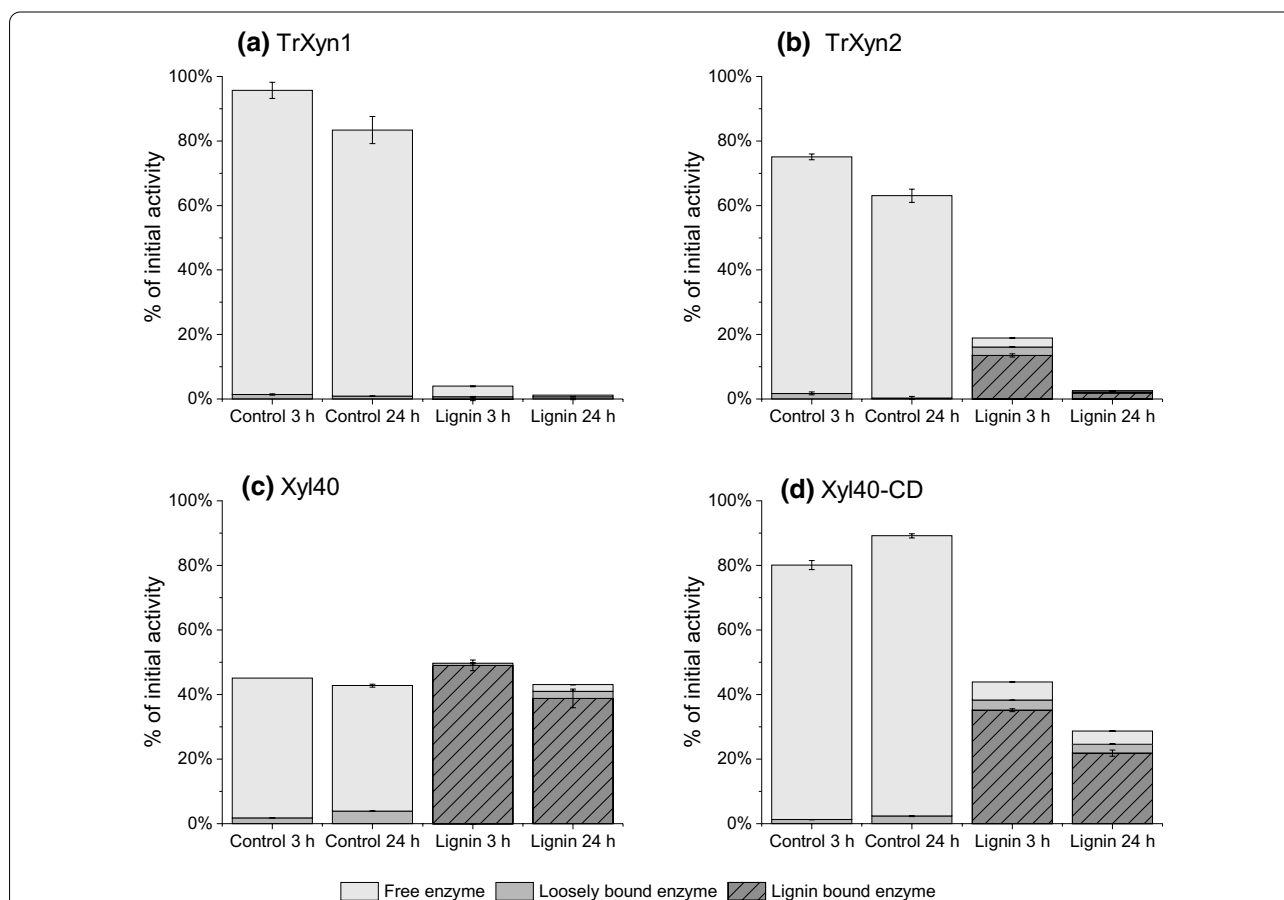 (a) TrXyn1
(b) TrXyn2
% of initial activity
100%
80%
60%
40%
20%
0%
Control 3 h Control 24 h Lignin 3 h Lignin 24 h
% of initial activity
100%
80%
60%
40%
20%
0%
Control 3 h Control 24 h Lignin 3 h Lignin 24 h
(c) Xyl40
(d) Xyl40-CD
% of initial activity
100%
80%
60%
40%
20%
0%
Control 3 h Control 24 h Lignin 3 h Lignin 24 h
% of initial activity
100%
80%
60%
40%
20%
0%
Control 3 h Control 24 h Lignin 3 h Lignin 24 h
Free enzyme Loosely bound enzyme Lignin bound enzyme